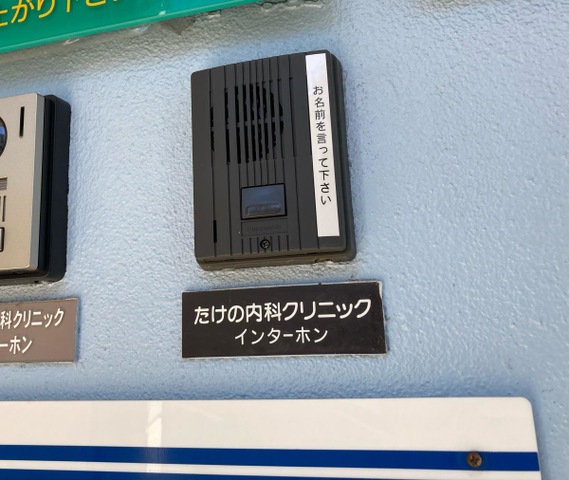 お名前を言って下さい
たけの内科クリニック
インターホン
科クリニック
ーホン